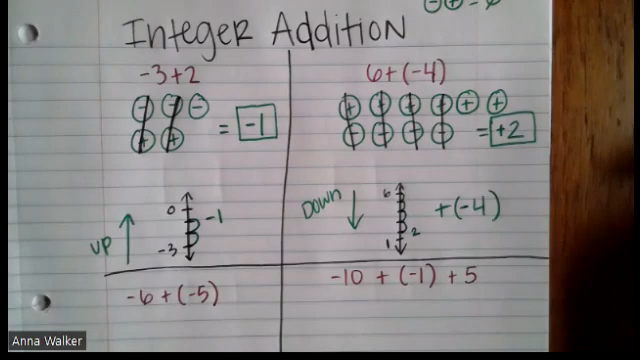 Integer Addition
-3+2
⊖⊖⊖
⊕⊕ = -1
0
-1
-3
UP
6+(-4)
⊕⊕⊕⊕⊕⊕
⊖⊖⊖⊖ = +2
DOWN
6
+(-4)
2
1
-6+(-5)
-10 + (-1) + 5
Anna Walker